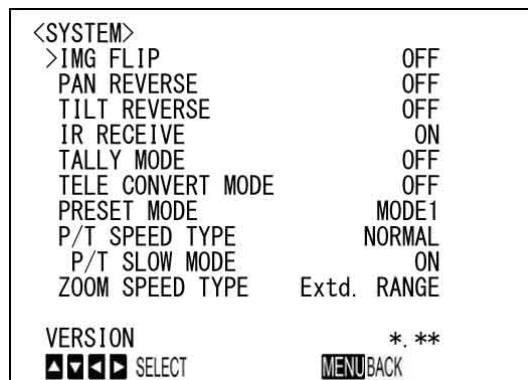 <SYSTEM>
>IMG FLIP OFF
PAN REVERSE OFF
TILT REVERSE OFF
IR RECEIVE ON
TALLY MODE OFF
TELE CONVERT MODE OFF
PRESET MODE MODE1
P/T SPEED TYPE NORMAL
P/T SLOW MODE ON
ZOOM SPEED TYPE Extd. RANGE
VERSION *.**
▲▼◀▶ SELECT MENU BACK